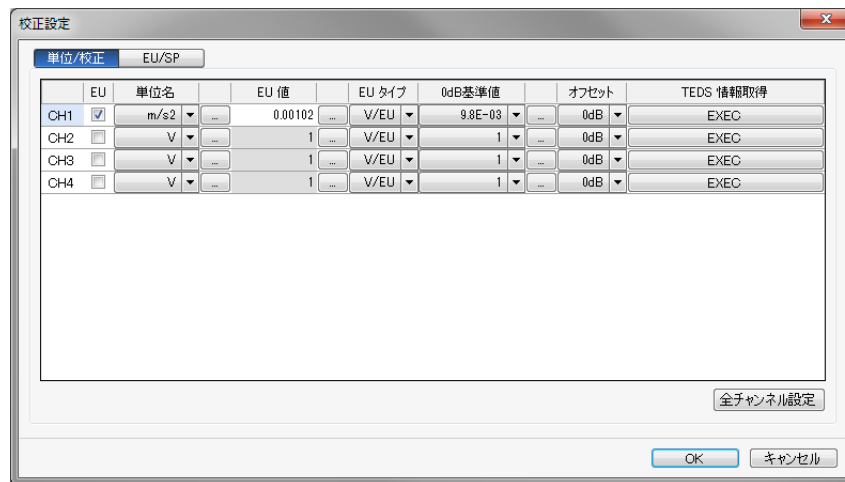 校正設定
単位/校正 EU/SP
EU 単位名 EU 値 EU タイプ 0dB基準値 オフセット TEDS 情報取得
CH1 m/s2 ... 0.00102 ... V/EU 9.8E-03 ... 0dB EXEC
CH2 V ... 1 ... V/EU 1 ... 0dB EXEC
CH3 V ... 1 ... V/EU 1 ... 0dB EXEC
CH4 V ... 1 ... V/EU 1 ... 0dB EXEC
全チャンネル設定
OK キャンセル